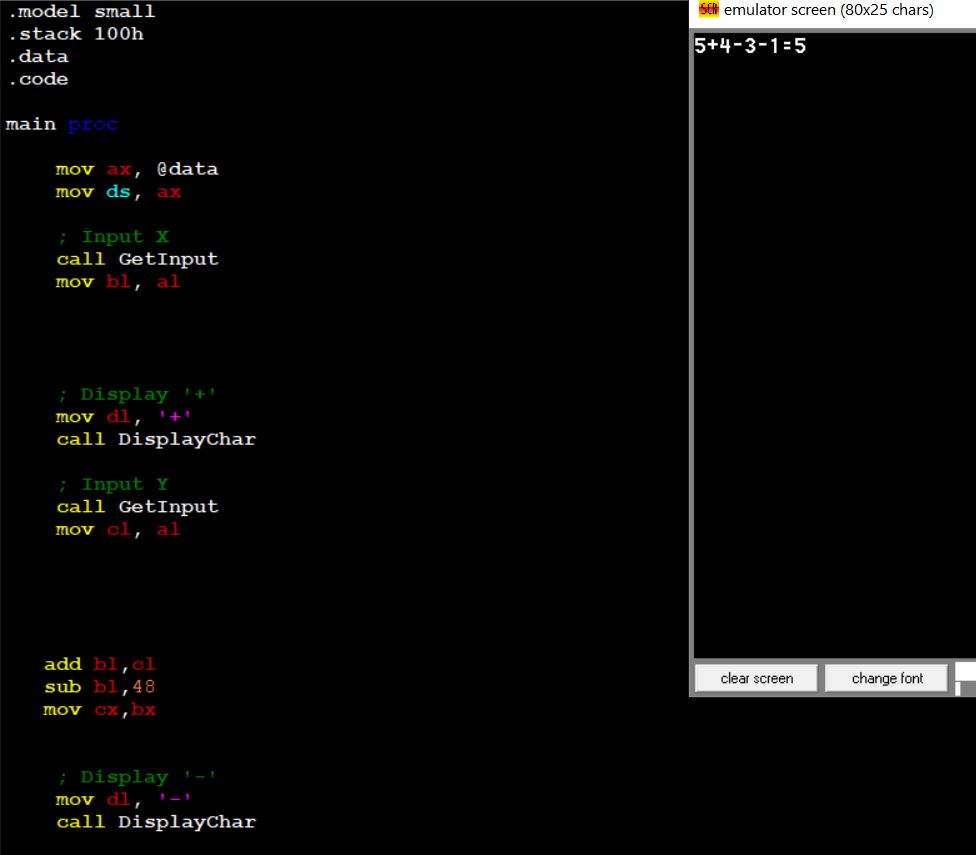 .model small
.stack 100h
.data
.code
main proc
mov ax, @data
mov ds, ax
; Input X
call GetInput
mov bl, al
; Display '+'
mov dl, '+'
call DisplayChar
; Input Y
call GetInput
mov cl, al
add bl,cl
sub bl,48
mov cx,bx
; Display '-'
mov dl, '-'
call DisplayChar
emulator screen (80x25 chars)
5+4-3-1=5
clear screen
change font